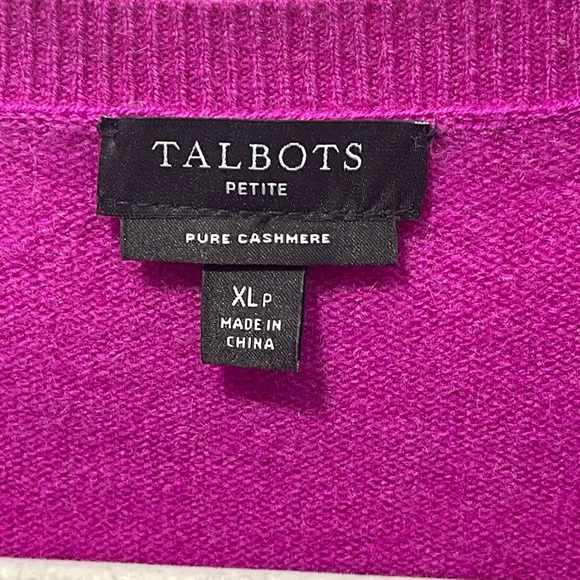 TALBOTS
PETITE
PURE CASHMERE
XL P
MADE IN
CHINA